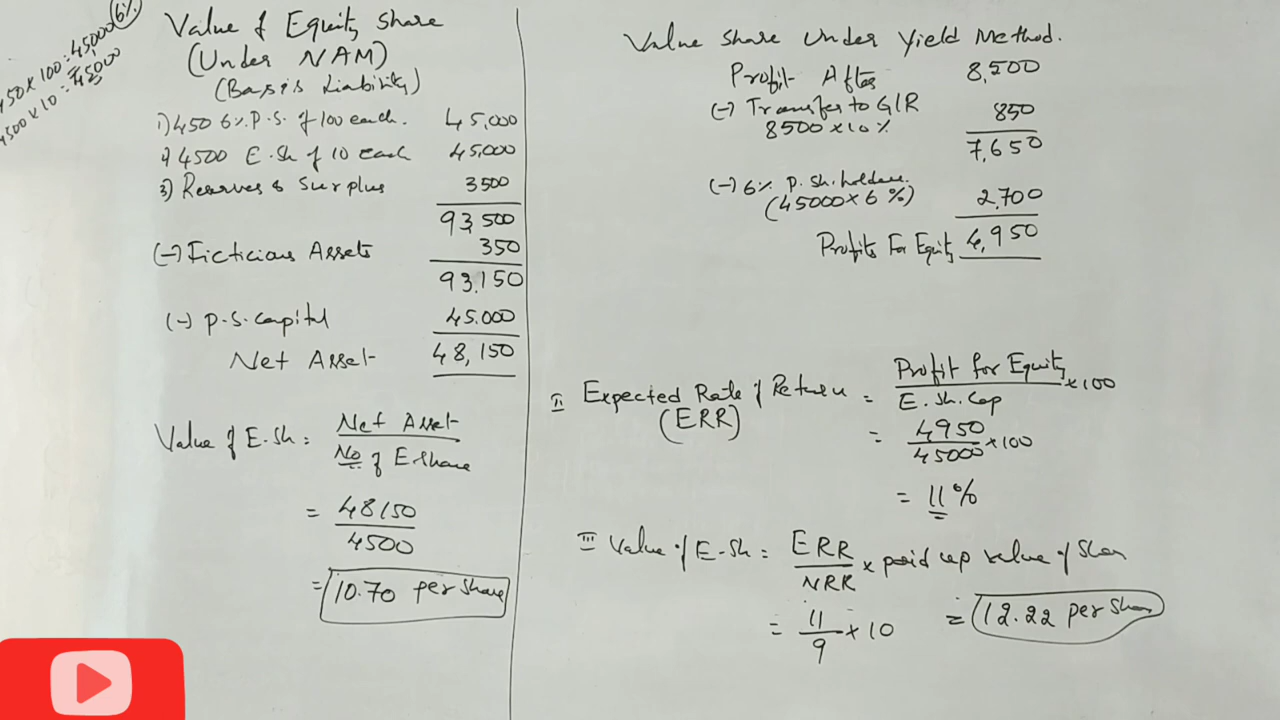 6%
450 x 100 = 45,000
4500 x 10 = 45000
Value of Equity Share
(Under NAM)
(Basis Liability)
1) 450 6% P.S. of 100 each. 45,000
2) 4500 E.Sh of 10 each 45,000
3) Reserves & Surplus 3500
93,500
(-) Ficticious Assets 350
93,150
(-) P.S. Capital 45.000
Net Asset 48,150
Value of E.Sh = Net Asset
No of E.Share
= 48150
4500
= 10.70 per share
Value Share Under Yield Method.
Profit After 8,500
(-) Transfer to G/R 850
8500 x 10%
7,650
(-) 6% P. Sh. holders.
(45000 x 6%) 2,700
Profits For Equity 4,950
II Expected Rate of Return = Profit for Equity x 100
(ERR) E. Sh. Cap
= 4950 x 100
45000
= 11%
III Value of E-Sh = ERR x paid up value of Share
NRR
= 11 x 10 = 12.22 per Share
9